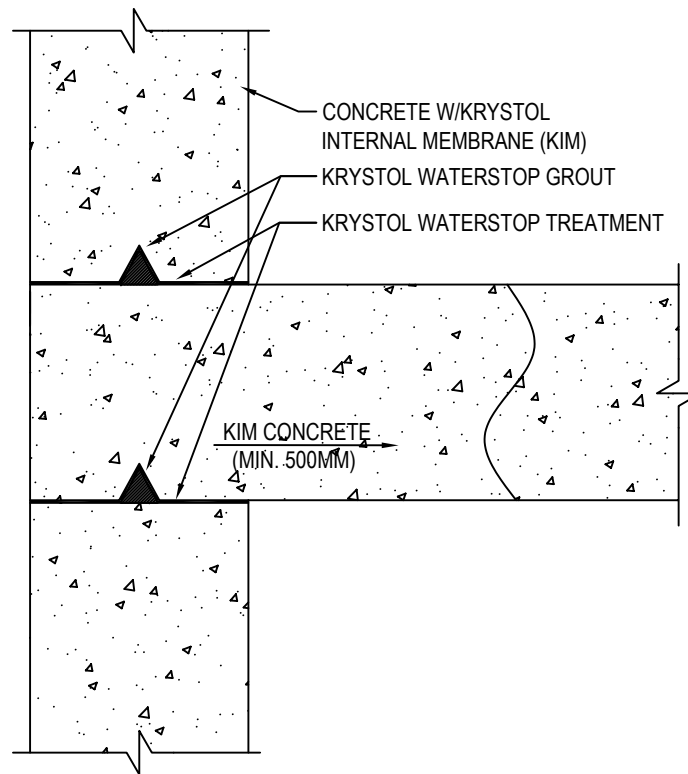 CONCRETE W/KRYSTOL
INTERNAL MEMBRANE (KIM)
KRYSTOL WATERSTOP GROUT
KRYSTOL WATERSTOP TREATMENT
KIM CONCRETE
(MIN. 500MM)